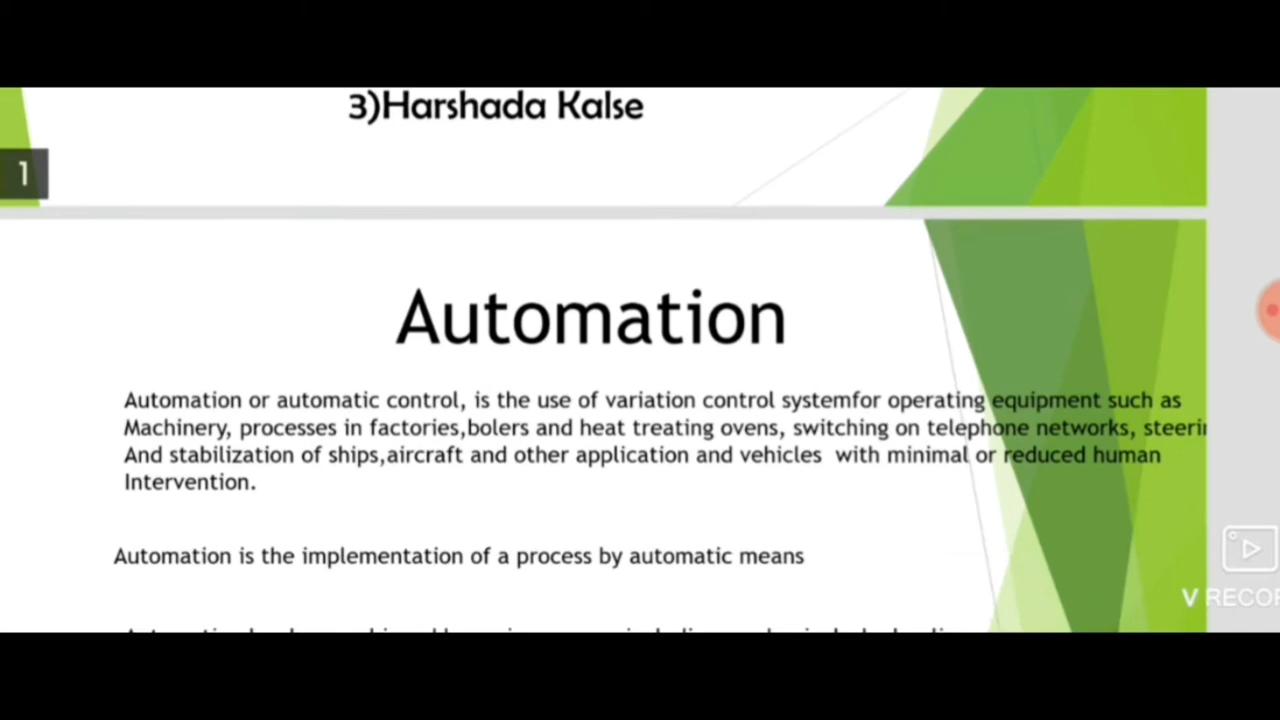 3)Harshada Kalse
1
Automation
Automation or automatic control, is the use of variation control systemfor operating equipment such as
Machinery, processes in factories,bolers and heat treating ovens, switching on telephone networks,
And stabilization of ships,aircraft and other application and vehicles with minimal or reduced human
Intervention.
Automation is the implementation of a process by automatic means
V